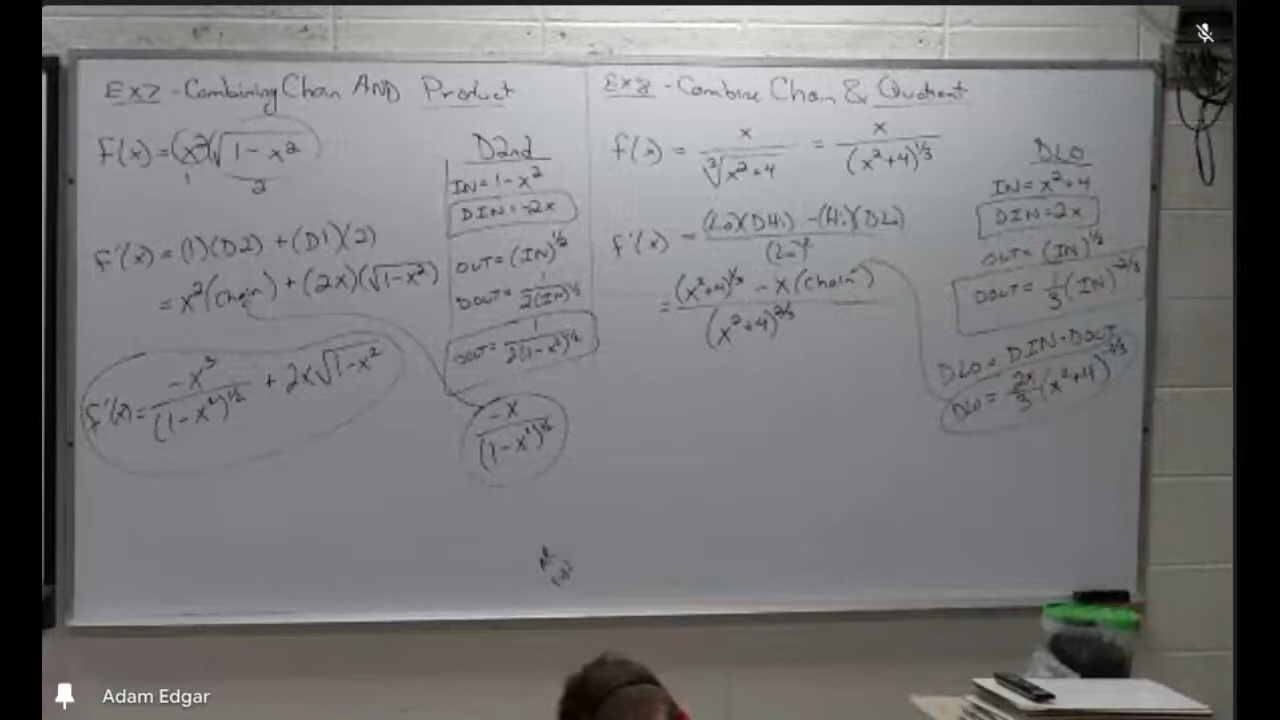 Ex7 - Combining Chain AND Product
f(x) = (x²)(√1-x²)
1 2
f'(x) = (1)(D2) + (D1)(2)
= x²(Chain) + (2x)(√1-x²)
f'(x) = -x³/(1-x²)^½ + 2x√1-x²
D2nd
IN = 1-x²
DIN = -2x
OUT = (IN)^½
DOUT = 1/2(IN)^½
DOUT = 1/2(1-x²)^½
-x/(1-x²)^½
Ex8 - Combine Chain & Quotient
f(x) = x/∛x²+4 = x/(x²+4)^⅓
f'(x) = (Lo)(DHi) - (Hi)(DLo)/(Lo)²
= (x²+4)^⅓ - x(Chain)/(x²+4)^⅔
DLO
IN = x²+4
DIN = 2x
OUT = (IN)^½
DOUT = ⅓(IN)^-2/3
DLO = DIN · DOUT
DLO = 2x/3 (x²+4)^-2/3
Adam Edgar